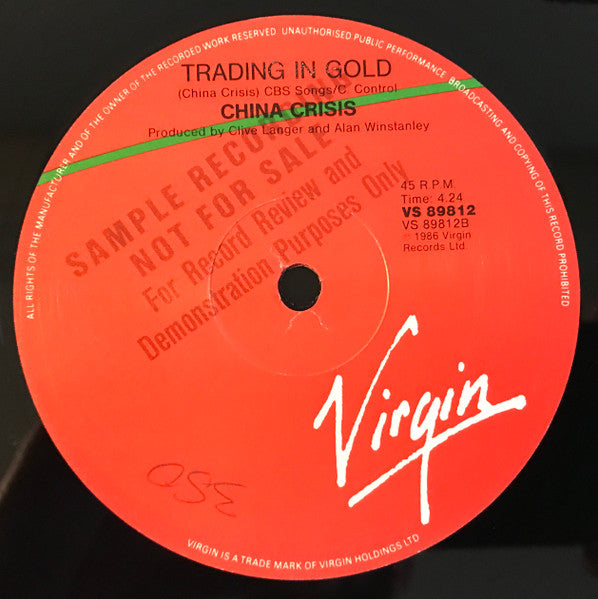 ALL RIGHTS OF THE MANUFACTURER AND OF THE OWNER OF THE RECORDED WORK RESERVED. UNAUTHORISED PUBLIC PERFORMANCE, BROADCASTING AND COPYING OF THIS RECORD PROHIBITED
TRADING IN GOLD
(China Crisis) CBS Songs/C. Control
CHINA CRISIS
Produced by Clive Langer and Alan Winstanley
SAMPLE RECORDING
NOT FOR SALE
For Record Review and
Demonstration Purposes Only
45 R.P.M.
Time: 4.24
VS 89812
VS 89812B
℗ 1986 Virgin
Records Ltd.
Virgin
VIRGIN IS A TRADE MARK OF VIRGIN HOLDINGS LTD